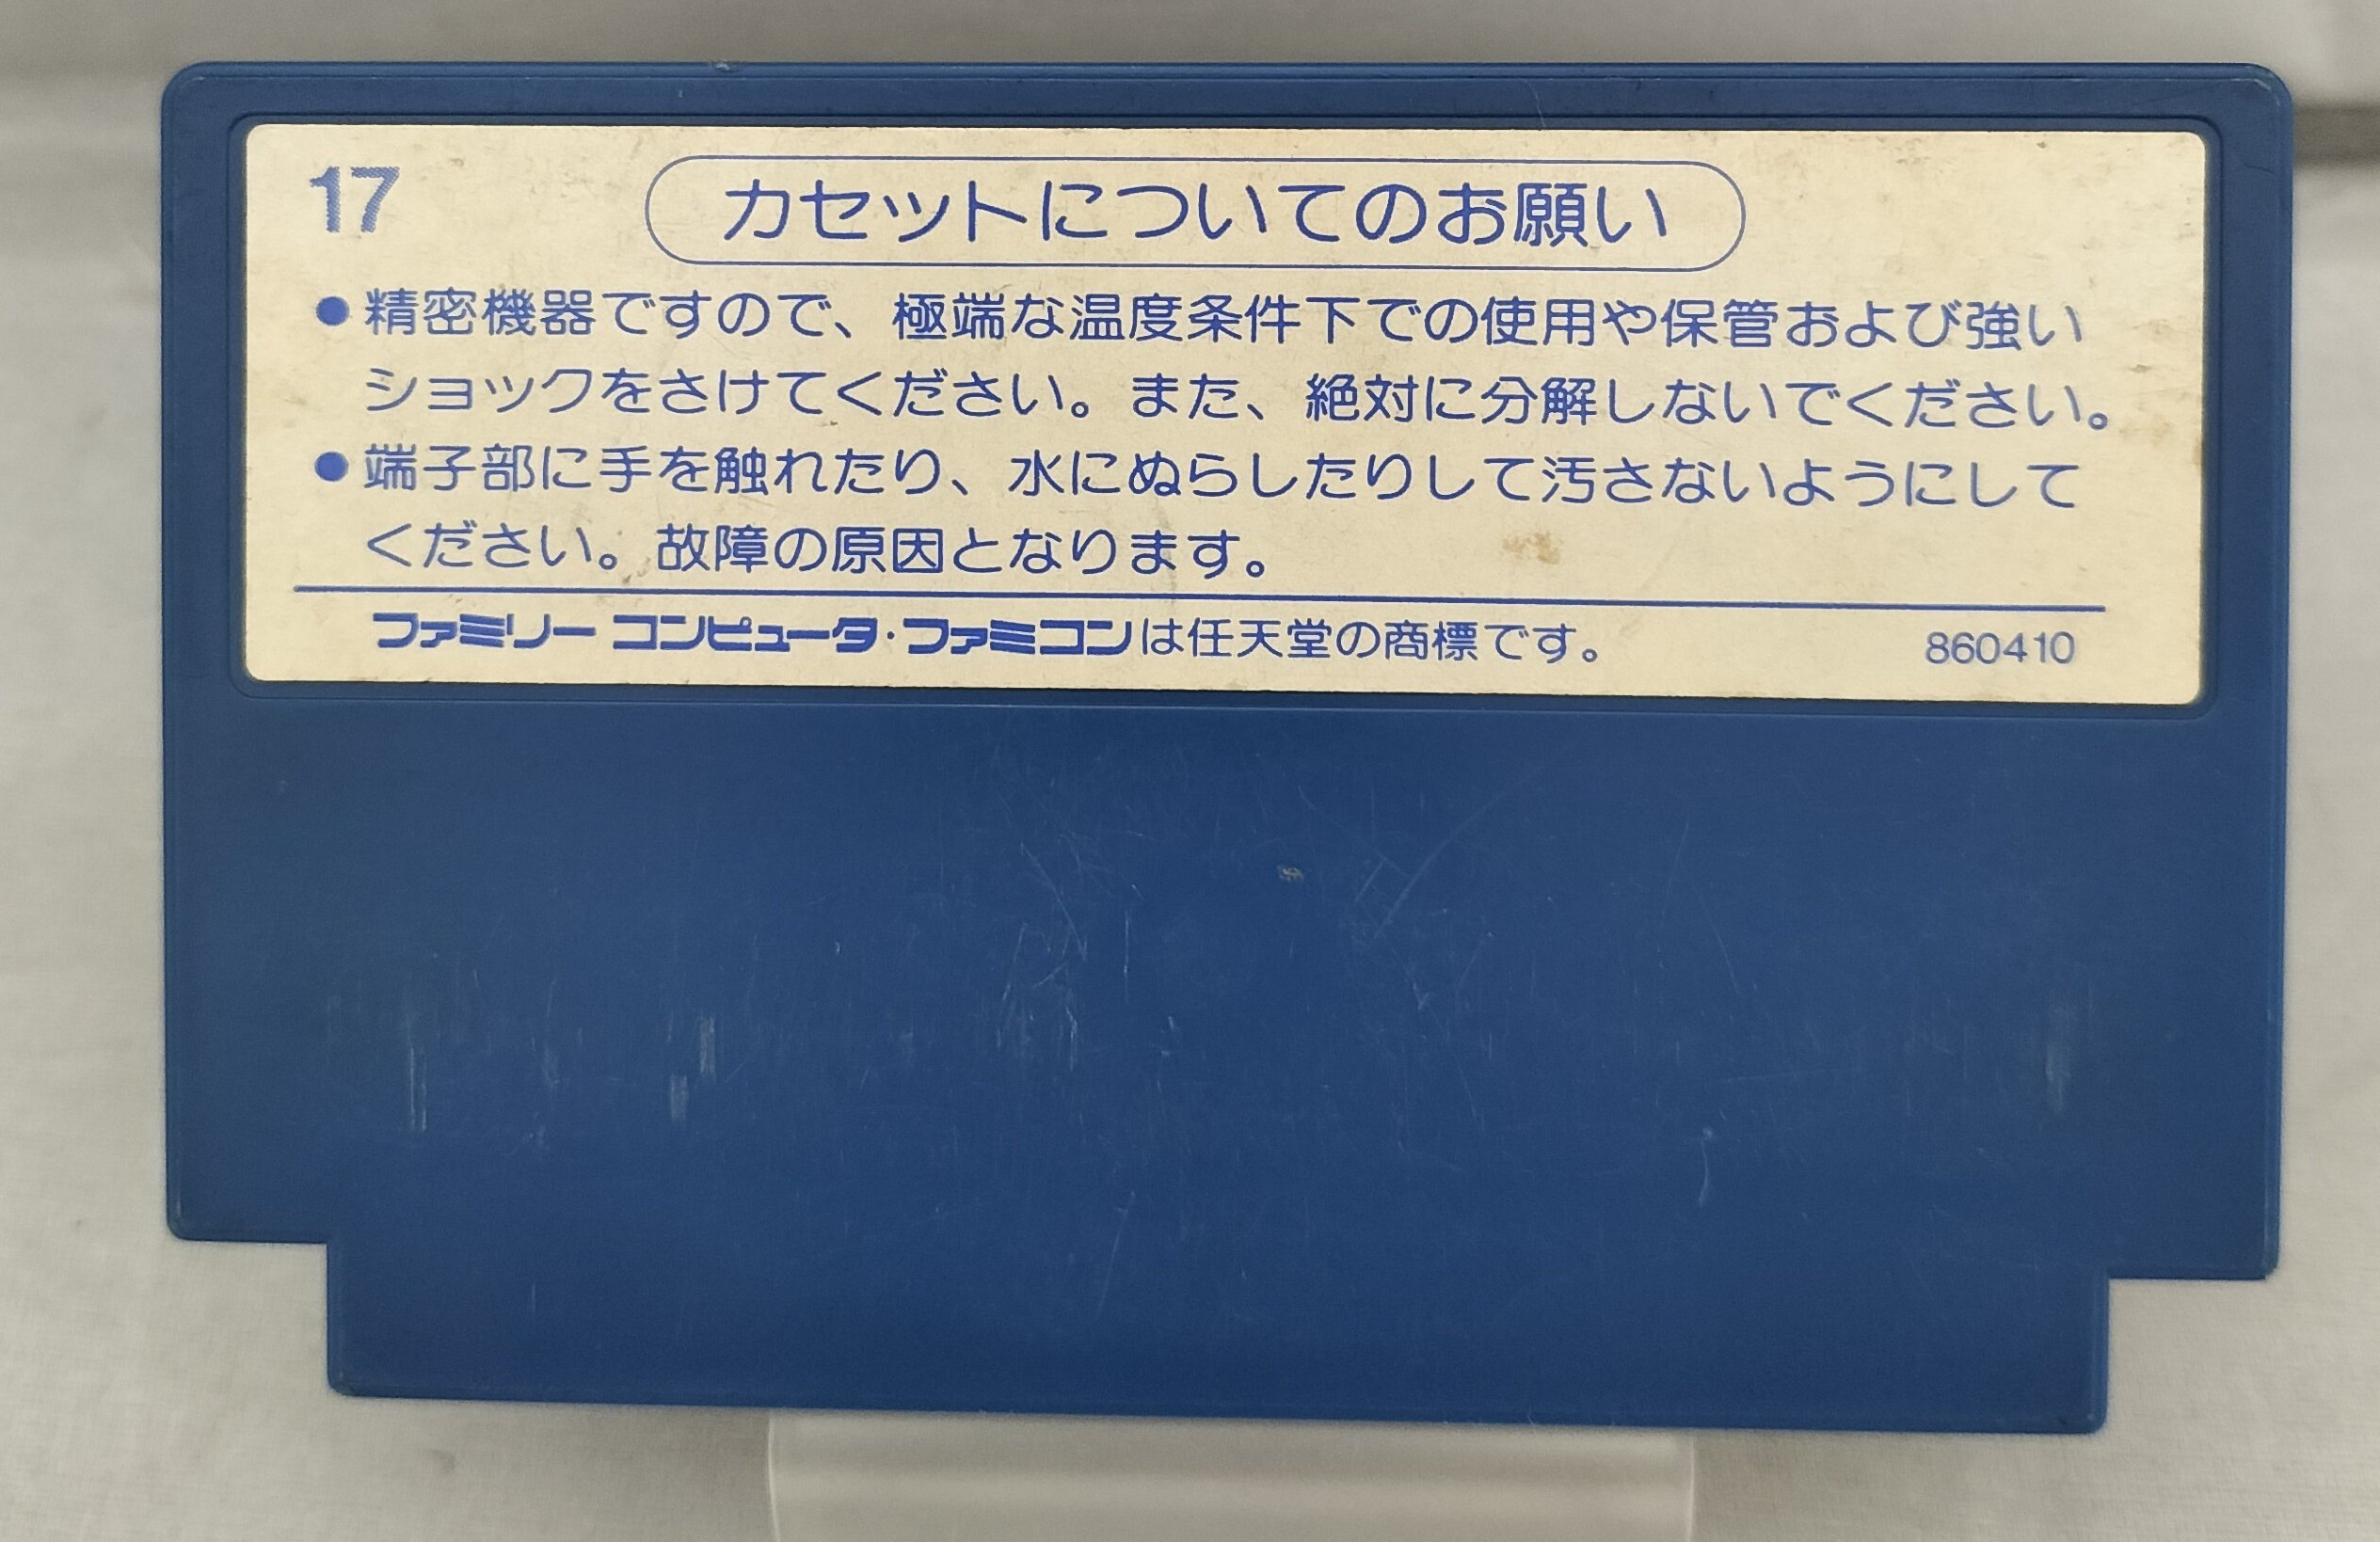 17
カセットについてのお願い
●精密機器ですので、極端な温度条件下での使用や保管および強い
ショックをさけてください。また、絶対に分解しないでください。
●端子部に手を触れたり、水にぬらしたりして汚さないようにして
ください。故障の原因となります。
ファミリー コンピュータ・ファミコンは任天堂の商標です。 860410